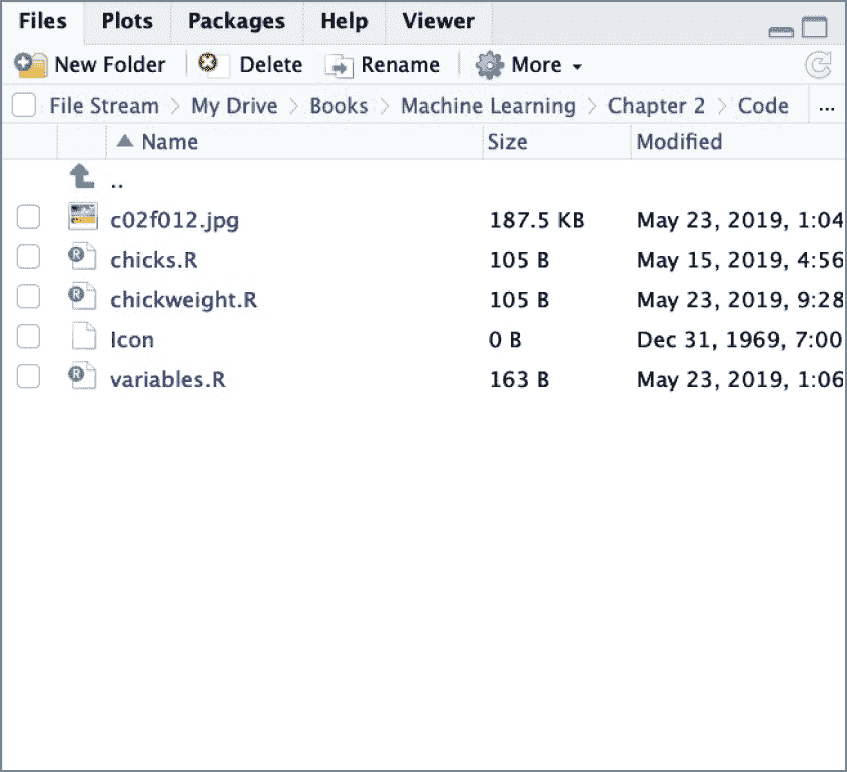 Files Plots Packages Help Viewer
New Folder Delete Rename More
File Stream My Drive Books Machine Learning Chapter 2 Code ...
Name Size Modified
..
c02f012.jpg 187.5 KB May 23, 2019, 1:04
R chicks.R 105 B May 15, 2019, 4:56
R chickweight.R 105 B May 23, 2019, 9:28
Icon 0 B Dec 31, 1969, 7:00
R variables.R 163 B May 23, 2019, 1:06